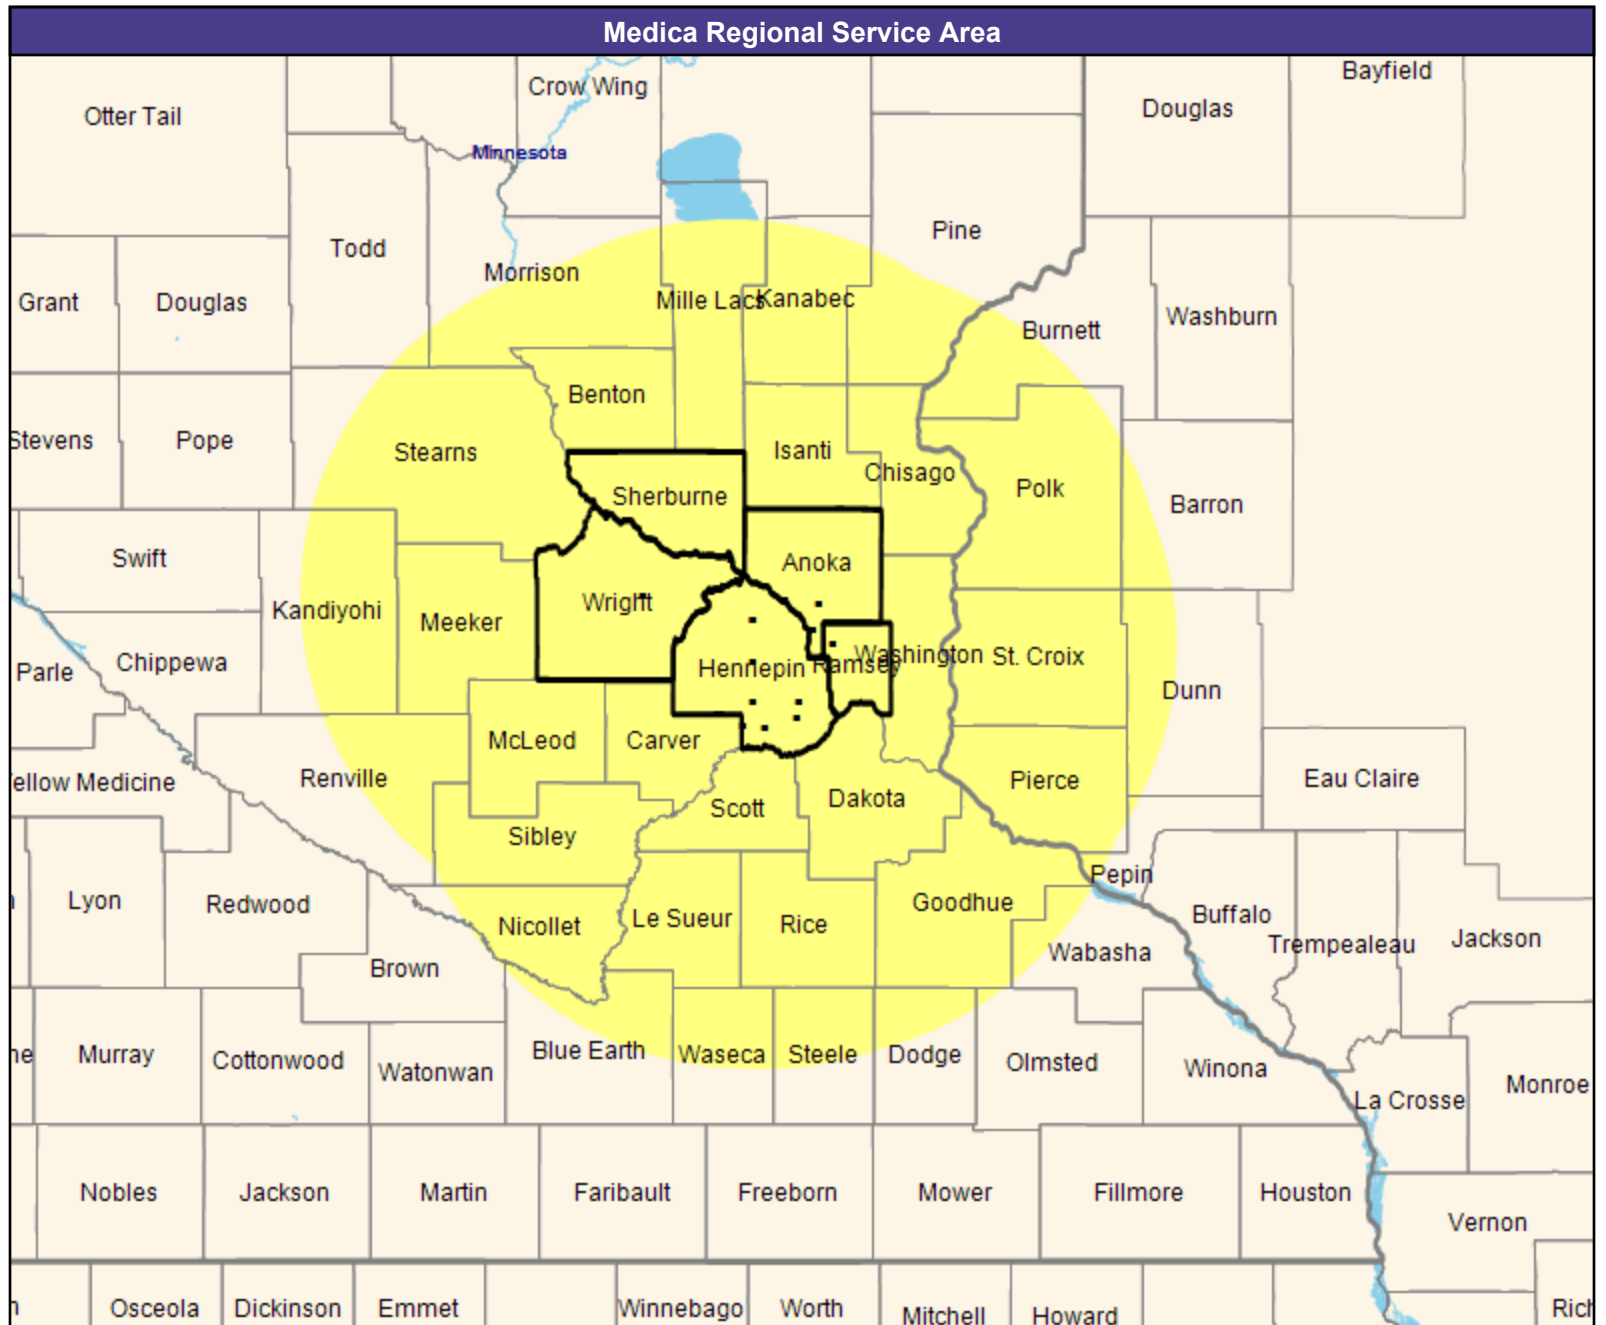 Medica Regional Service Area
Bayfield
Crow Wing
Douglas
Otter Tail
Minnesota
Pine
Todd
Morrison
Mille Lacs
Kanabec
Grant
Douglas
Washburn
Burnett
Benton
Stevens
Pope
Stearns
Isanti
Chisago
Polk
Sherburne
Barron
Swift
Anoka
Kandiyohi
Wright
Meeker
Washington
St. Croix
Chippewa
Parle
Hennepin
Ramsey
Dunn
McLeod
Carver
Renville
Eau Claire
Pierce
ellow Medicine
Dakota
Scott
Sibley
Pepin
Lyon
Redwood
Goodhue
Buffalo
Le Sueur
Rice
Nicollet
Jackson
Trempealeau
Wabasha
Brown
Blue Earth
Murray
Waseca
Steele
Dodge
Cottonwood
Olmsted
Winona
Watonwan
Monroe
La Crosse
Nobles
Jackson
Martin
Faribault
Freeborn
Mower
Fillmore
Houston
Vernon
Osceola
Dickinson
Emmet
Winnebago
Worth
Mitchell
Howard
Rich